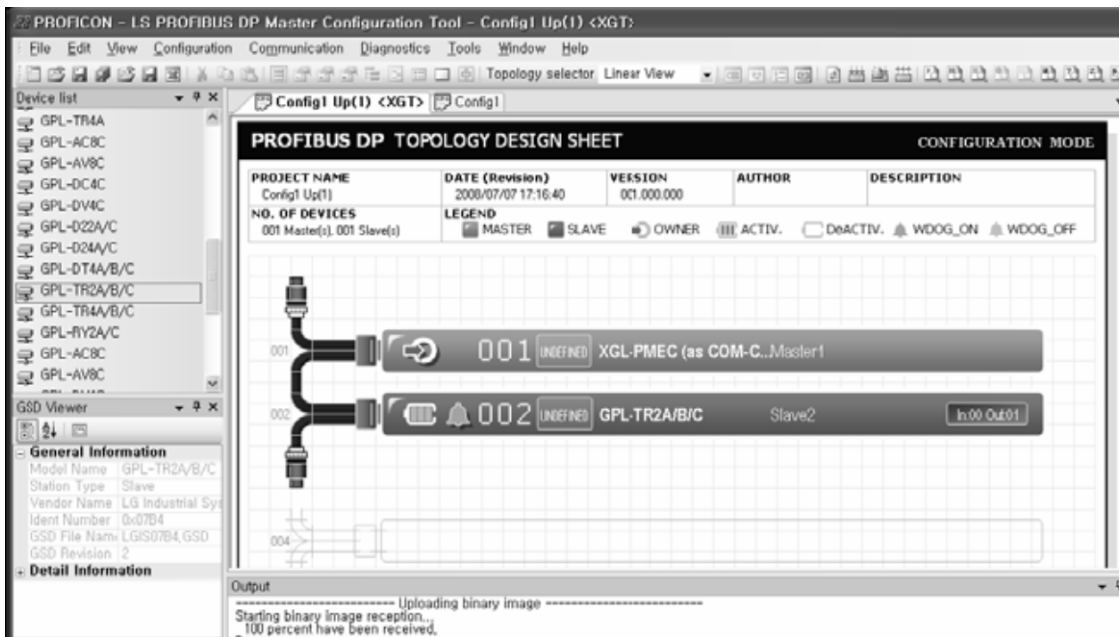 PROFICON - LS PROFIBUS DP Master Configuration Tool - Config1 Up(1) <XGT>
File Edit View Configuration Communication Diagnostics Tools Window Help
Topology selector Linear View
Device list
GPL-TR4A
GPL-AC8C
GPL-AV8C
GPL-DC4C
GPL-DV4C
GPL-D22A/C
GPL-D24A/C
GPL-DT4A/B/C
GPL-TR2A/B/C
GPL-TR4A/B/C
GPL-RY2A/C
GPL-AC8C
GPL-AV8C
GSD Viewer
General Information
Model Name GPL-TR2A/B/C
Station Type Slave
Vendor Name LG Industrial Sys
Ident Number 0x07B4
GSD File Nam LGIS07B4.GSD
GSD Revision 2
Detail Information
Config1 Up(1) <XGT> Config1
PROFIBUS DP TOPOLOGY DESIGN SHEET CONFIGURATION MODE
PROJECT NAME DATE (Revision) VERSION AUTHOR DESCRIPTION
Config1 Up(1) 2008/07/07 17:16:40 001.000.000
NO. OF DEVICES LEGEND
001 Master(s), 001 Slave(s) MASTER SLAVE OWNER ACTIV. DeACTIV. WDOG_ON WDOG_OFF
001 001 UNDEFINED XGL-PMEC (as COM-C...Master1
002 002 UNDEFINED GPL-TR2A/B/C Slave2 In:00 Out:01
004
Output
------------------------- Uploading binary image -------------------------
Starting binary image reception...
100 percent have been received.